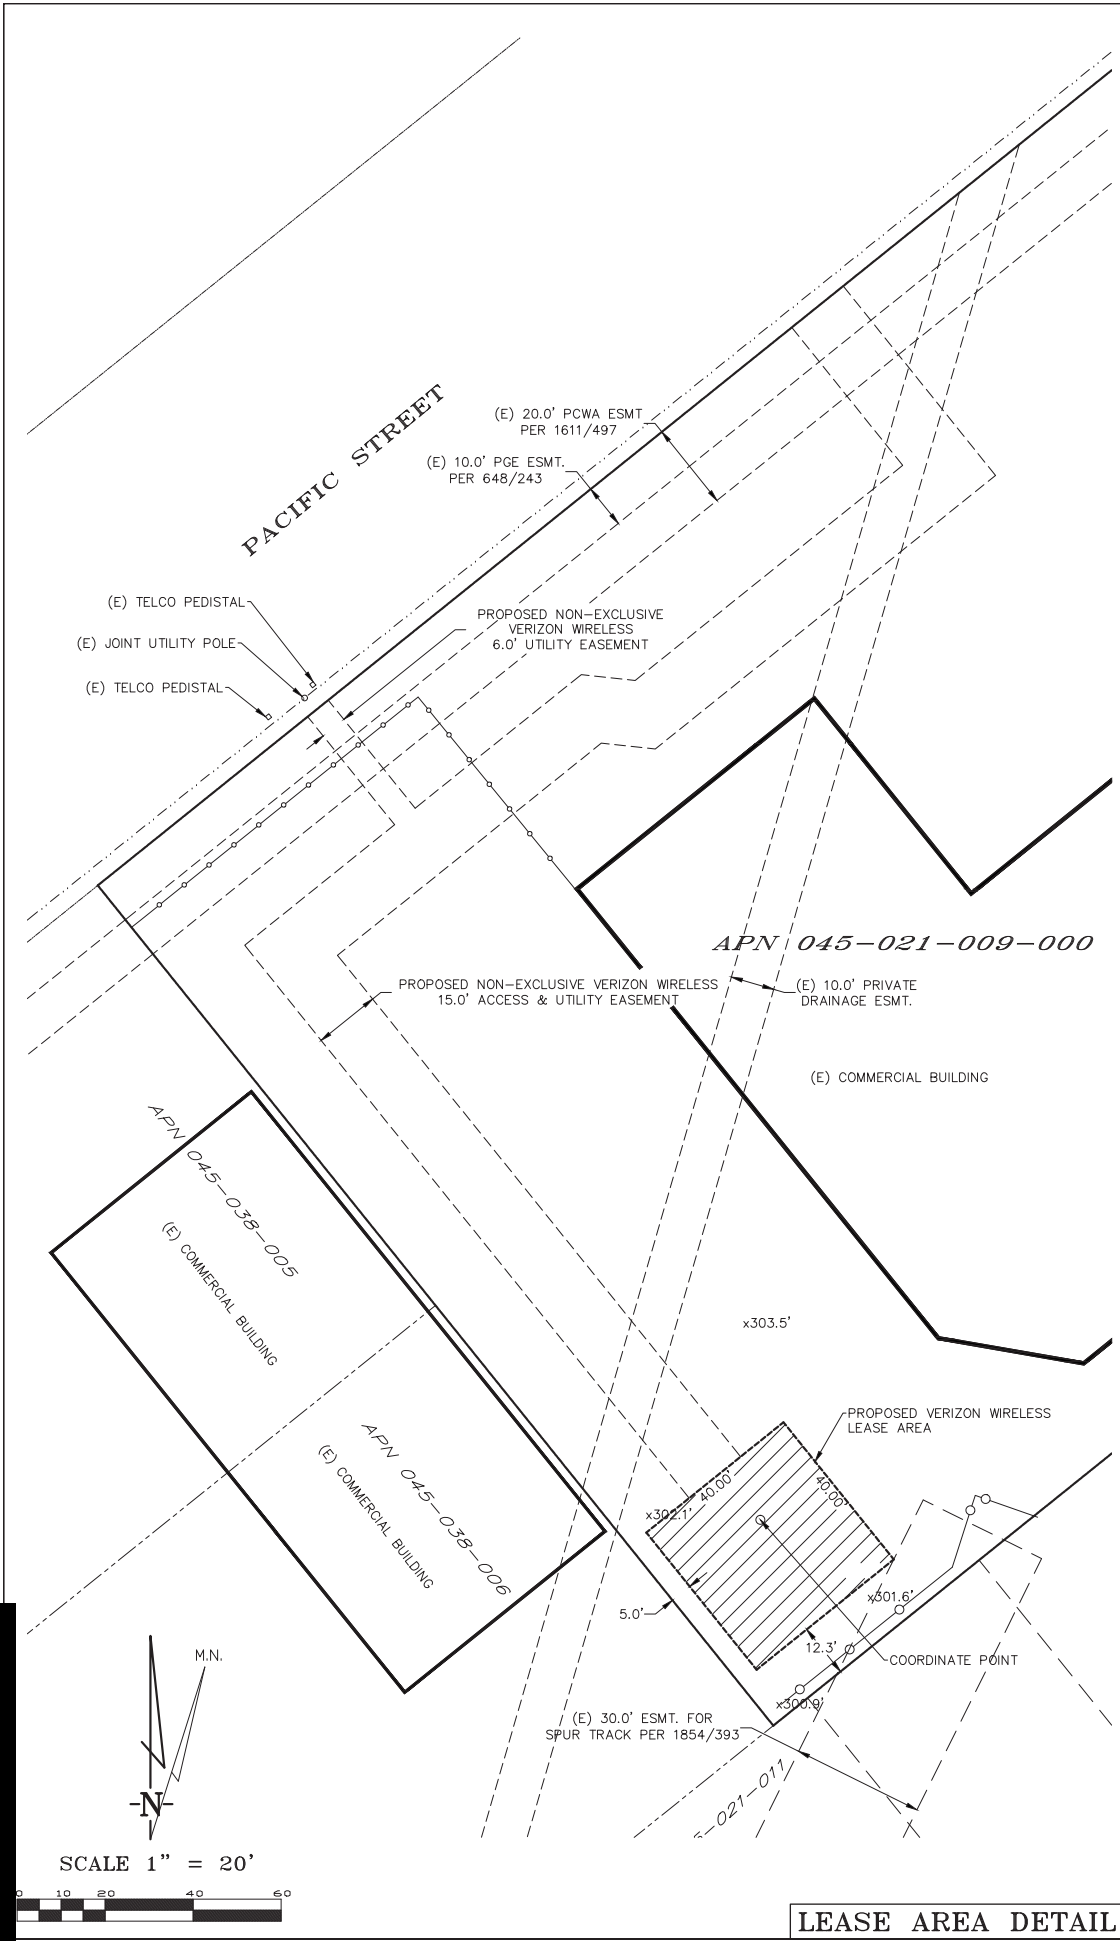 (E) 20.0' PCWA ESMT
PER 1611/497
(E) 10.0' PGE ESMT.
PER 648/243
PACIFIC STREET
(E) TELCO PEDISTAL
(E) JOINT UTILITY POLE
(E) TELCO PEDISTAL
PROPOSED NON-EXCLUSIVE
VERIZON WIRELESS
6.0' UTILITY EASEMENT
APN 045-021-009-000
PROPOSED NON-EXCLUSIVE VERIZON WIRELESS
15.0' ACCESS & UTILITY EASEMENT
(E) 10.0' PRIVATE
DRAINAGE ESMT.
(E) COMMERCIAL BUILDING
APN 045-038-005
(E) COMMERCIAL BUILDING
x303.5'
PROPOSED VERIZON WIRELESS
LEASE AREA
APN 045-038-006
(E) COMMERCIAL BUILDING
40.00'
40.00'
x302.1'
x301.6'
5.0'
12.3'
COORDINATE POINT
x300.9'
(E) 30.0' ESMT. FOR
SPUR TRACK PER 1854/393
-021-011
M.N.
N
SCALE 1" = 20'
0 10 20 40 60
LEASE AREA DETAIL